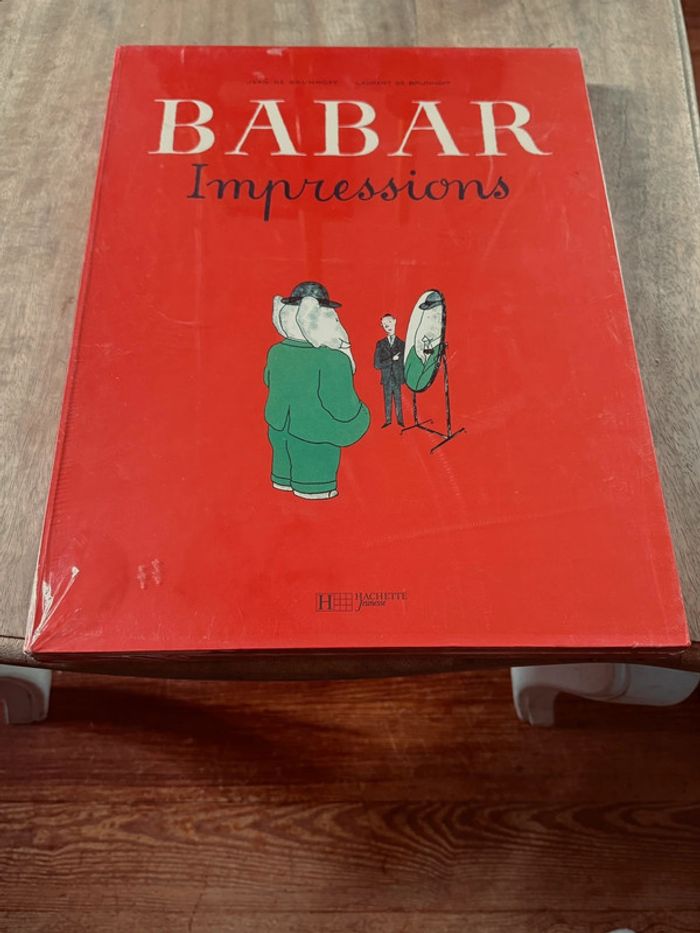 JEAN DE BRUNHOFF LAURENT DE BRUNHOFF
BABAR
Impressions
H HACHETTE
Jeunesse